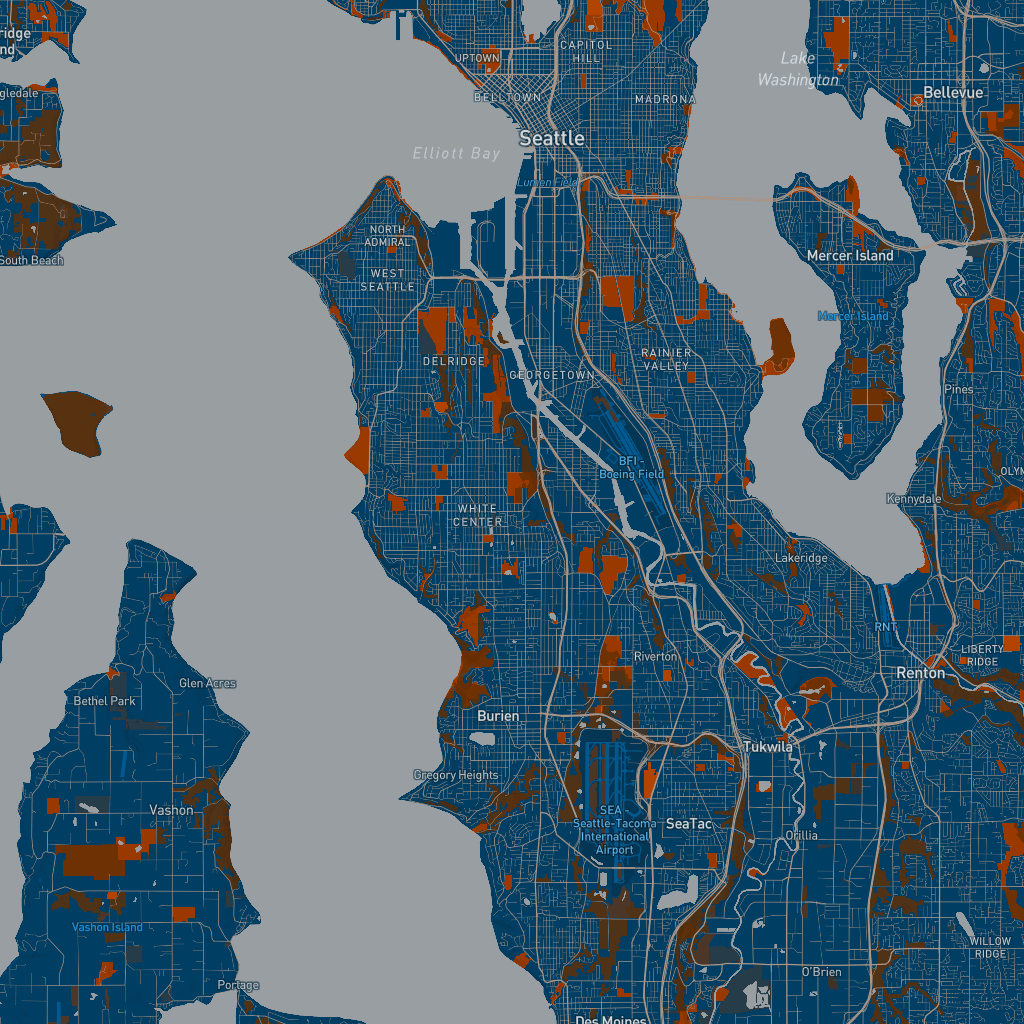 ridge
nd
UPTOWN
CAPITOL
HILL
Lake
Washington
gledale
BELLTOWN
MADRONA
Bellevue
Seattle
Elliott Bay
Lumen Field
NORTH
ADMIRAL
South Beach
Mercer Island
WEST
SEATTLE
Mercer Island
DELRIDGE
RAINIER
VALLEY
GEORGETOWN
Pines
BFI -
Boeing Field
OLYM
Kennydale
WHITE
CENTER
Lakeridge
RNT
Riverton
LIBERTY
RIDGE
Renton
Glen Acres
Bethel Park
Burien
Tukwila
Gregory Heights
Vashon
SEA -
Seattle-Tacoma
International
Airport
SeaTac
Orillia
Vashon Island
WILLOW
RIDGE
O'Brien
Portage
Des Moines